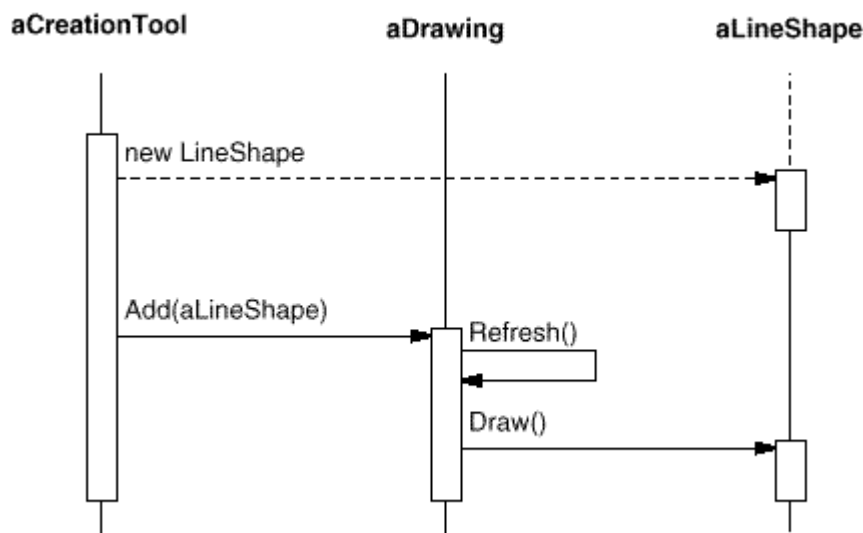 aCreationTool
aDrawing
aLineShape
new LineShape
Add(aLineShape)
Refresh()
Draw()